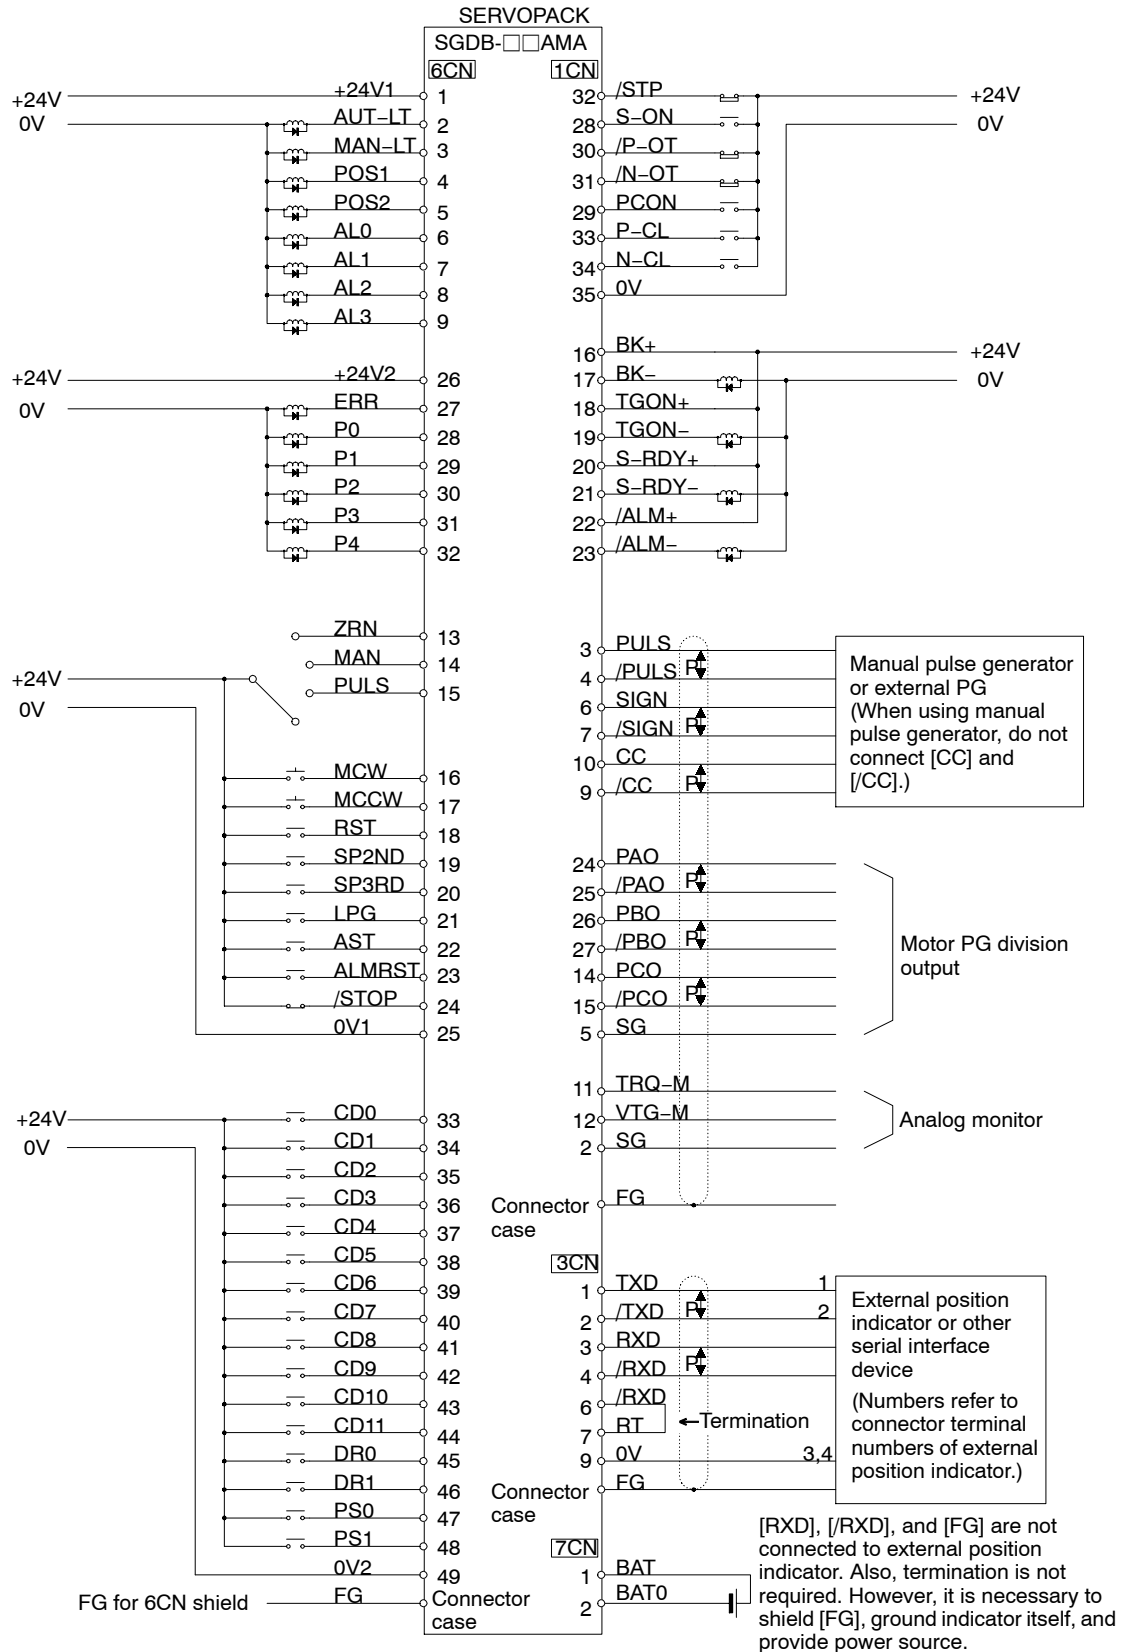 SERVOPACK
SGDB-□□AMA
6CN
1CN
+24V
+24V1
1
0V
AUT−LT
2
MAN−LT
3
POS1
4
POS2
5
AL0
6
AL1
7
AL2
8
AL3
9
+24V
+24V2
26
0V
ERR
27
P0
28
P1
29
P2
30
P3
31
P4
32
ZRN
13
MAN
14
PULS
15
+24V
0V
MCW
16
MCCW
17
RST
18
SP2ND
19
SP3RD
20
LPG
21
AST
22
ALMRST
23
/STOP
24
0V1
25
+24V
0V
CD0
33
CD1
34
CD2
35
CD3
36
CD4
37
CD5
38
CD6
39
CD7
40
CD8
41
CD9
42
CD10
43
CD11
44
DR0
45
DR1
46
PS0
47
PS1
48
0V2
49
FG for 6CN shield
FG
Connector
case
32
/STP
+24V
28
S−ON
0V
30
/P−OT
31
/N−OT
29
PCON
33
P−CL
34
N−CL
35
0V
16
BK+
+24V
17
BK−
0V
18
TGON+
19
TGON−
20
S−RDY+
21
S−RDY−
22
/ALM+
23
/ALM−
3
PULS
4
/PULS
P
6
SIGN
7
/SIGN
P
10
CC
9
/CC
P
Manual pulse generator
or external PG
(When using manual
pulse generator, do not
connect [CC] and
[/CC].)
24
PAO
25
/PAO
P
26
PBO
27
/PBO
P
14
PCO
15
/PCO
P
5
SG
Motor PG division
output
11
TRQ−M
12
VTG−M
2
SG
Analog monitor
Connector
case
FG
3CN
1
TXD
1
2
/TXD
P
2
3
RXD
4
/RXD
P
6
/RXD
7
RT
Termination
9
0V
3,4
Connector
case
FG
External position
indicator or other
serial interface
device
(Numbers refer to
connector terminal
numbers of external
position indicator.)
7CN
1
BAT
2
BAT0
[RXD], [/RXD], and [FG] are not
connected to external position
indicator. Also, termination is not
required. However, it is necessary to
shield [FG], ground indicator itself, and
provide power source.